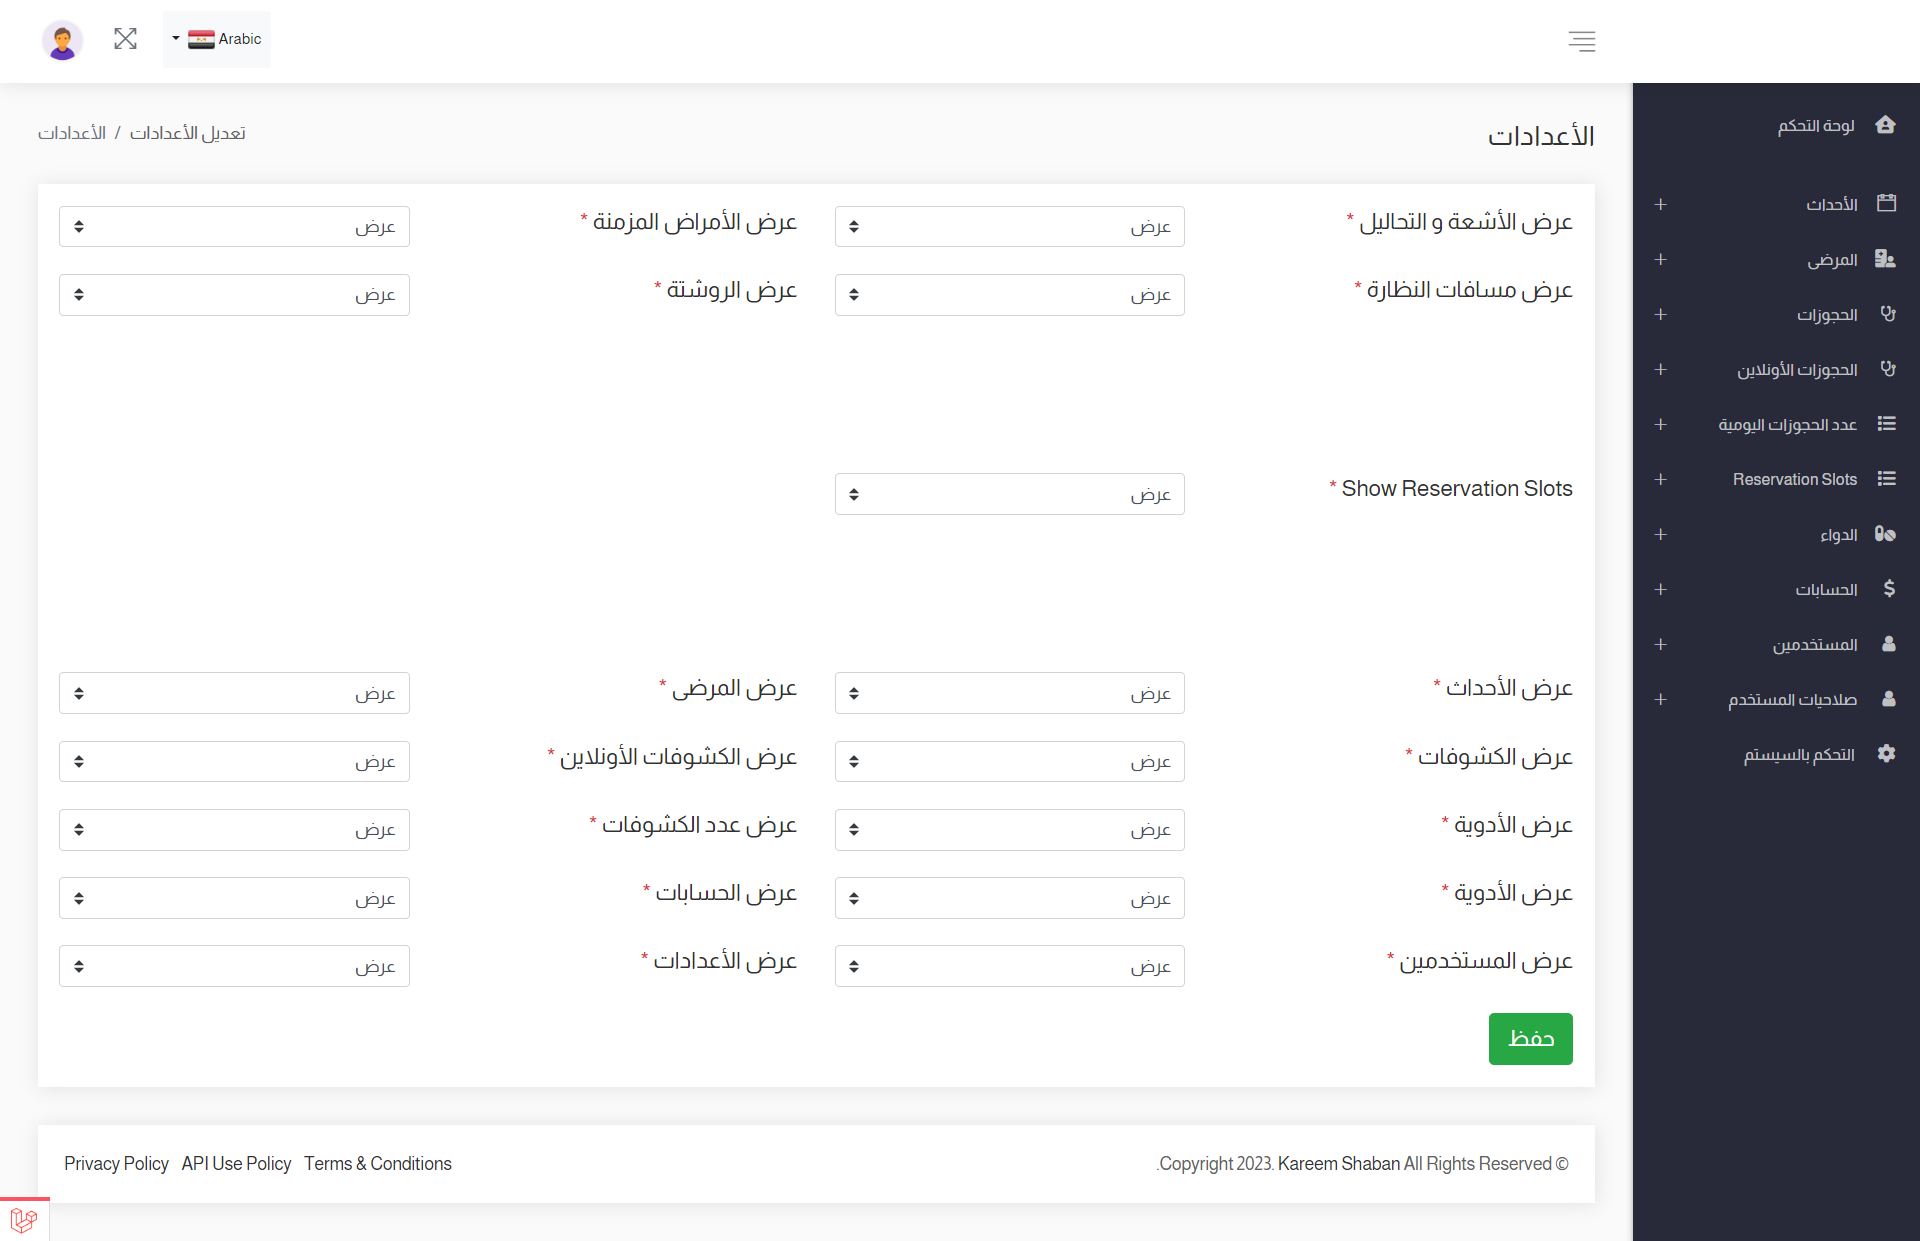 Arabic
لوحة التحكم
الأحداث
المرضى
الحجوزات
الحجوزات الأونلاين
عدد الحجوزات اليومية
Reservation Slots
الدواء
الحسابات
المستخدمين
صلاحيات المستخدم
التحكم بالسيستم
الأعدادات
تعديل الأعدادات / الأعدادات
عرض الأشعة و التحاليل * عرض عرض الأمراض المزمنة * عرض
عرض مسافات النظارة * عرض عرض الروشتة * عرض
Show Reservation Slots * عرض
عرض الأحداث * عرض عرض المرضى * عرض
عرض الكشوفات * عرض عرض الكشوفات الأونلاين * عرض
عرض الأدوية * عرض عرض عدد الكشوفات * عرض
عرض الأدوية * عرض عرض الحسابات * عرض
عرض المستخدمين * عرض عرض الأعدادات * عرض
حفظ
.Copyright 2023. Kareem Shaban All Rights Reserved ©
Privacy Policy API Use Policy Terms & Conditions